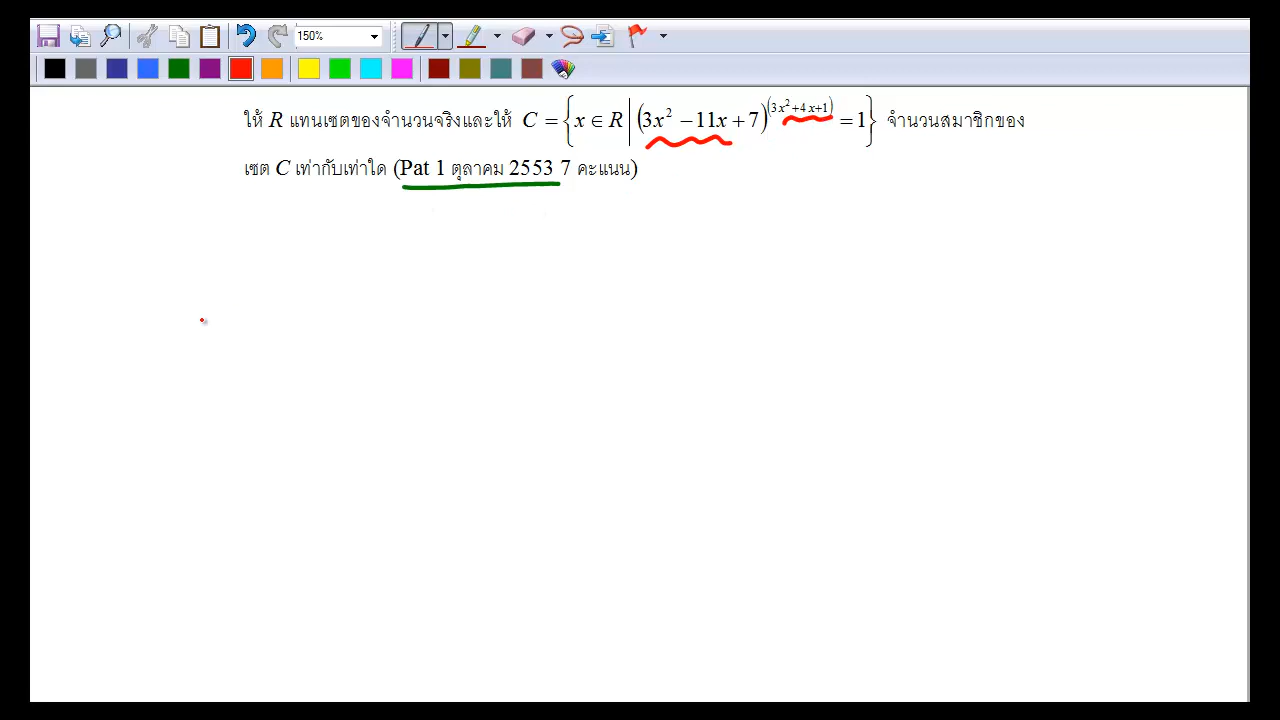 150%
ให้ R แทนเซตของจำนวนจริงและให้ C = {x ∈ R | (3x² − 11x + 7)^(3x² + 4x + 1) = 1} จำนวนสมาชิกของ
เซต C เท่ากับเท่าใด (Pat 1 ตุลาคม 2553 7 คะแนน)